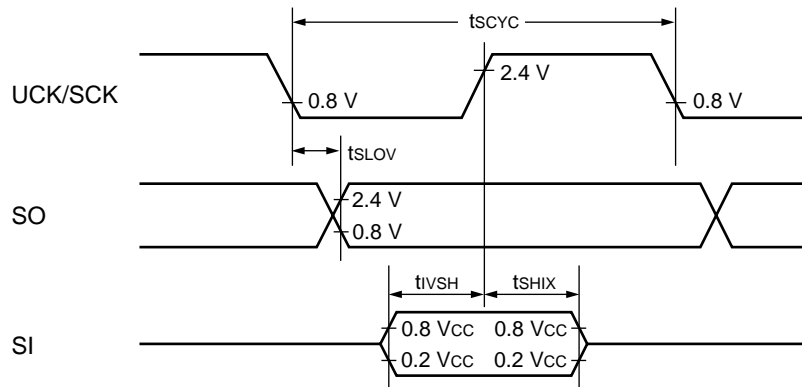 tSCYC
UCK/SCK
2.4 V
0.8 V
0.8 V
tSLOV
SO
2.4 V
0.8 V
tIVSH tSHIX
SI
0.8 VCC 0.8 VCC
0.2 VCC 0.2 VCC